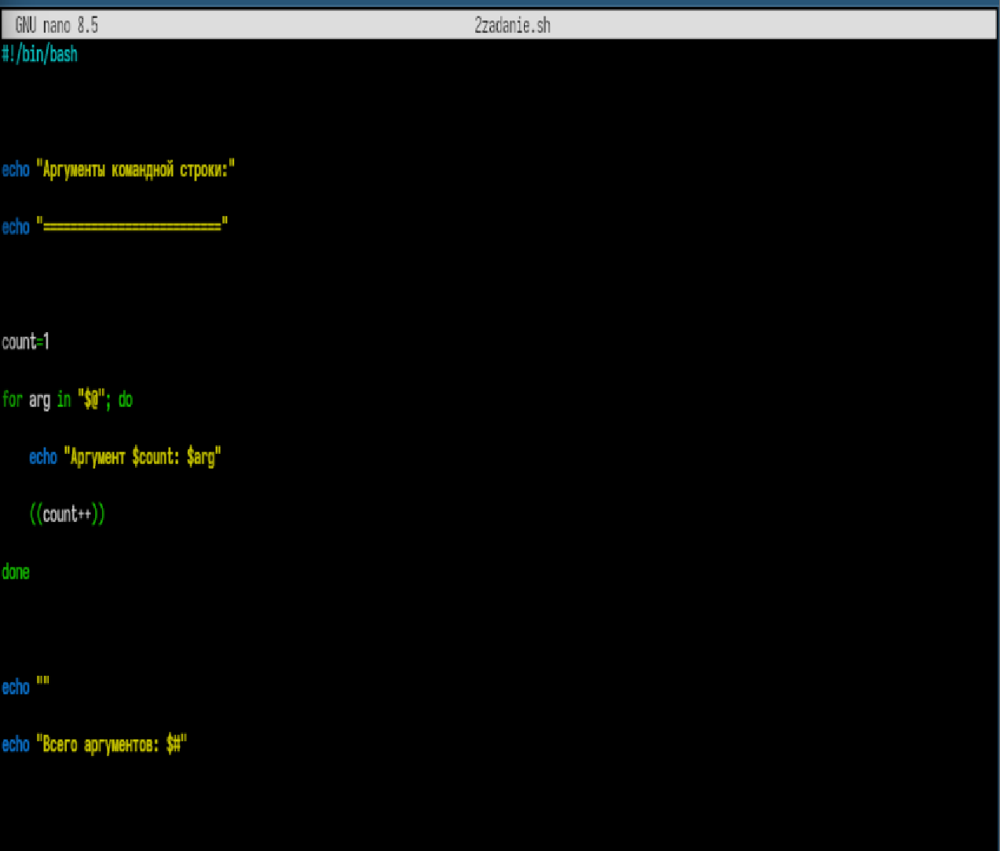 GNU nano 8.5 2zadanie.sh
#!/bin/bash
echo "Аргументы командной строки:"
echo "=========================="
count=1
for arg in "$@"; do
echo "Аргумент $count: $arg"
((count++))
done
echo ""
echo "Всего аргументов: $#"